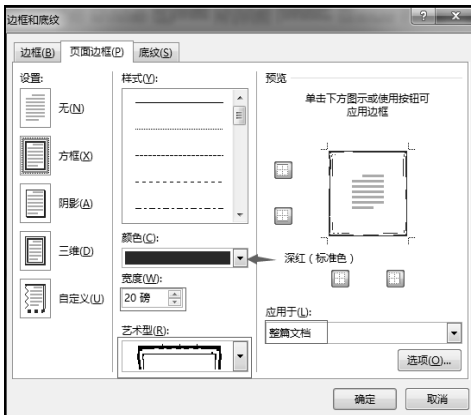 边框和底纹
边框(B) 页面边框(P) 底纹(S)
设置:
无(N)
方框(X)
阴影(A)
三维(D)
自定义(U)
样式(Y):
颜色(C):
宽度(W):
20 磅
艺术型(R):
预览
单击下方图示或使用按钮可
应用边框
深红（标准色）
应用于(L):
整篇文档
选项(O)...
确定 取消